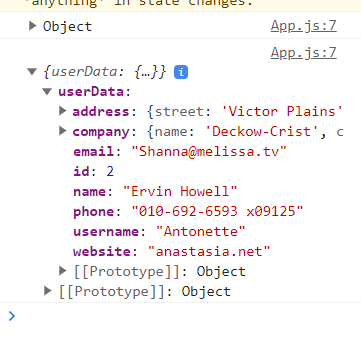 "anything" in state changes.
▶ Object App.js:7
App.js:7
▼ {userData: {…}} i
▼ userData:
▶ address: {street: 'Victor Plains'
▶ company: {name: 'Deckow-Crist', c
email: "Shanna@melissa.tv"
id: 2
name: "Ervin Howell"
phone: "010-692-6593 x09125"
username: "Antonette"
website: "anastasia.net"
▶ [[Prototype]]: Object
▶ [[Prototype]]: Object
>